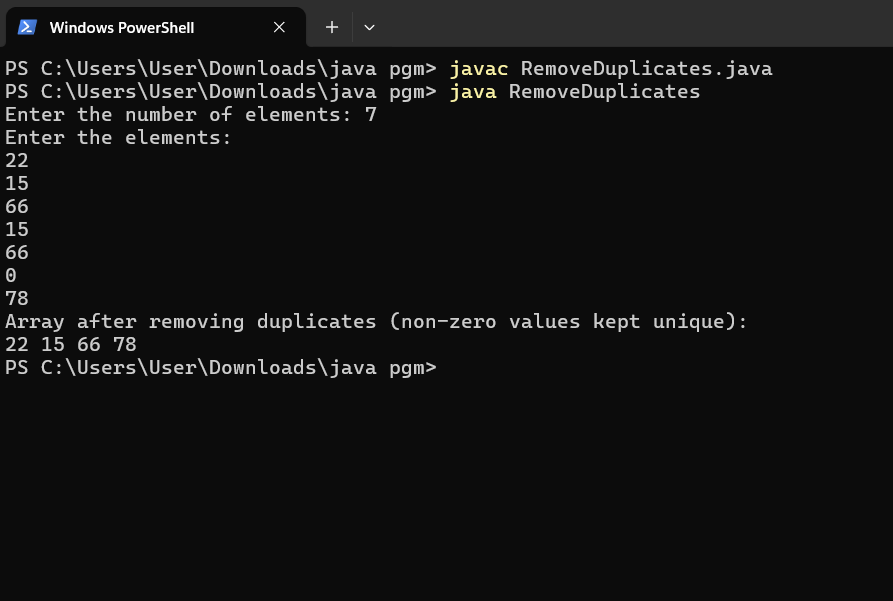 Windows PowerShell
PS C:\Users\User\Downloads\java pgm> javac RemoveDuplicates.java
PS C:\Users\User\Downloads\java pgm> java RemoveDuplicates
Enter the number of elements: 7
Enter the elements:
22
15
66
15
66
0
78
Array after removing duplicates (non-zero values kept unique):
22 15 66 78
PS C:\Users\User\Downloads\java pgm>